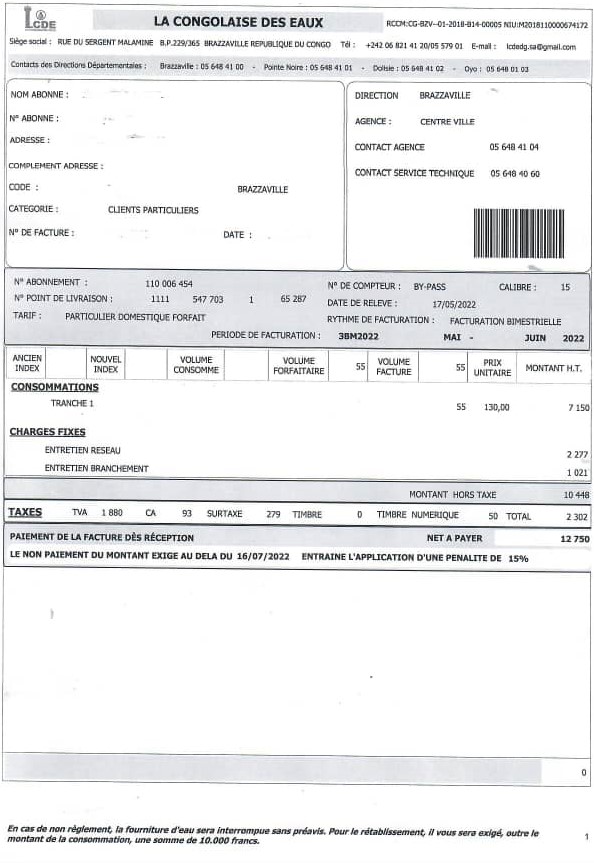 LCDE
LA CONGOLAISE DES EAUX
RCCM:CG-BZV--01-2018-B14-00005 NIU:M2018110000674172
Siège social : RUE DU SERGENT MALAMINE B.P.229/365 BRAZZAVILLE REPUBLIQUE DU CONGO Tél : +242 06 821 41 20/05 579 01 E-mail : lcdedg.sa@gmail.com
Contacts des Directions Départementales : Brazzaville : 05 648 41 00 - Pointe Noire : 05 648 41 01 - Dolisie : 05 648 41 02 - Oyo : 05 648 01 03
NOM ABONNE :
N° ABONNE :
ADRESSE :
COMPLEMENT ADRESSE :
CODE : BRAZZAVILLE
CATEGORIE : CLIENTS PARTICULIERS
N° DE FACTURE : DATE :
DIRECTION BRAZZAVILLE
AGENCE : CENTRE VILLE
CONTACT AGENCE 05 648 41 04
CONTACT SERVICE TECHNIQUE 05 648 40 60
N° ABONNEMENT : 110 006 454 N° DE COMPTEUR : BY-PASS CALIBRE : 15
N° POINT DE LIVRAISON : 1111 547 703 1 65 287 DATE DE RELEVE : 17/05/2022
TARIF : PARTICULIER DOMESTIQUE FORFAIT RYTHME DE FACTURATION : FACTURATION BIMESTRIELLE
PERIODE DE FACTURATION : 3BM2022 MAI - JUIN 2022
ANCIEN INDEX NOUVEL INDEX VOLUME CONSOMME VOLUME FORFAITAIRE 55 VOLUME FACTURE 55 PRIX UNITAIRE MONTANT H.T.
CONSOMMATIONS
TRANCHE 1 55 130,00 7 150
CHARGES FIXES
ENTRETIEN RESEAU 2 277
ENTRETIEN BRANCHEMENT 1 021
MONTANT HORS TAXE 10 448
TAXES TVA 1 880 CA 93 SURTAXE 279 TIMBRE 0 TIMBRE NUMERIQUE 50 TOTAL 2 302
PAIEMENT DE LA FACTURE DÈS RÉCEPTION NET A PAYER 12 750
LE NON PAIEMENT DU MONTANT EXIGE AU DELA DU 16/07/2022 ENTRAINE L'APPLICATION D'UNE PENALITE DE 15%
0
En cas de non règlement, la fourniture d'eau sera interrompue sans préavis. Pour le rétablissement, il vous sera exigé, outre le
montant de la consommation, une somme de 10.000 francs.
1